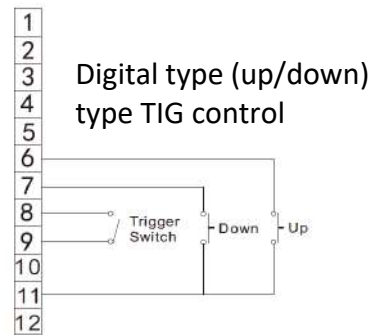 1
2
3
4
5
6
7
8
9
10
11
12
Digital type (up/down)
type TIG control
Trigger
Switch
Down
Up